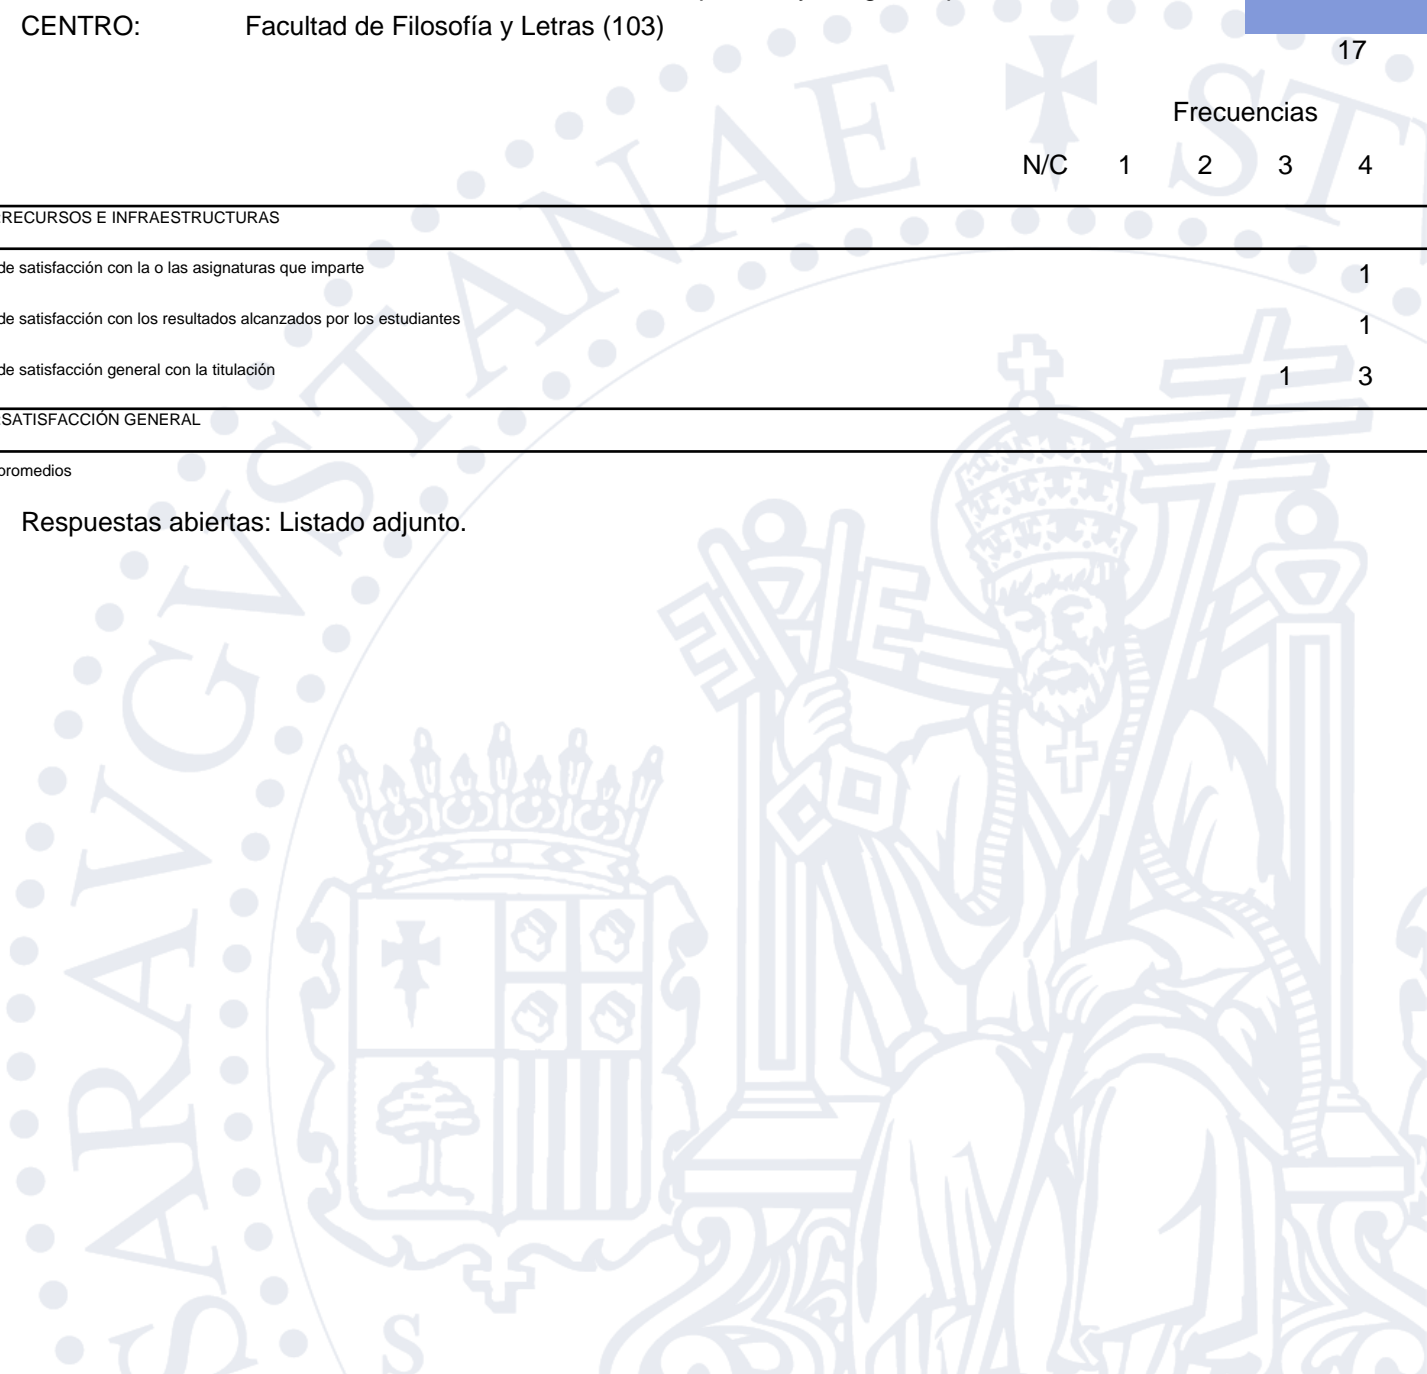 CENTRO: Facultad de Filosofía y Letras (103)
17
Frecuencias
N/C 1 2 3 4
RECURSOS E INFRAESTRUCTURAS
de satisfacción con la o las asignaturas que imparte 1
de satisfacción con los resultados alcanzados por los estudiantes 1
de satisfacción general con la titulación 1 3
SATISFACCIÓN GENERAL
promedios
Respuestas abiertas: Listado adjunto.
SARAVGVSTANAE ST
S